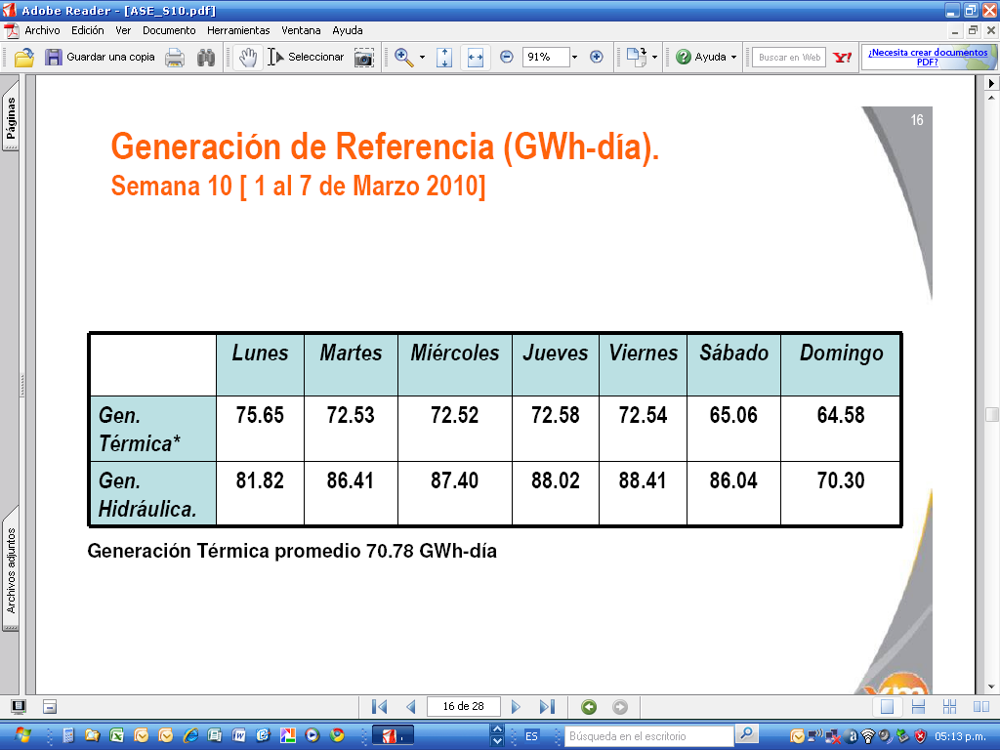 Adobe Reader - [ASE_S10.pdf]
Archivo Edición Ver Documento Herramientas Ventana Ayuda
Guardar una copia Seleccionar 91% Ayuda Buscar en Web Y! ¿Necesita crear documentos PDF?
Páginas
16
Generación de Referencia (GWh-día).
Semana 10 [ 1 al 7 de Marzo 2010]
Lunes Martes Miércoles Jueves Viernes Sábado Domingo
Gen. Térmica* 75.65 72.53 72.52 72.58 72.54 65.06 64.58
Gen. Hidráulica. 81.82 86.41 87.40 88.02 88.41 86.04 70.30
Generación Térmica promedio 70.78 GWh-día
Archivos adjuntos
xm
16 de 28
ES Búsqueda en el escritorio 05:13 p.m.